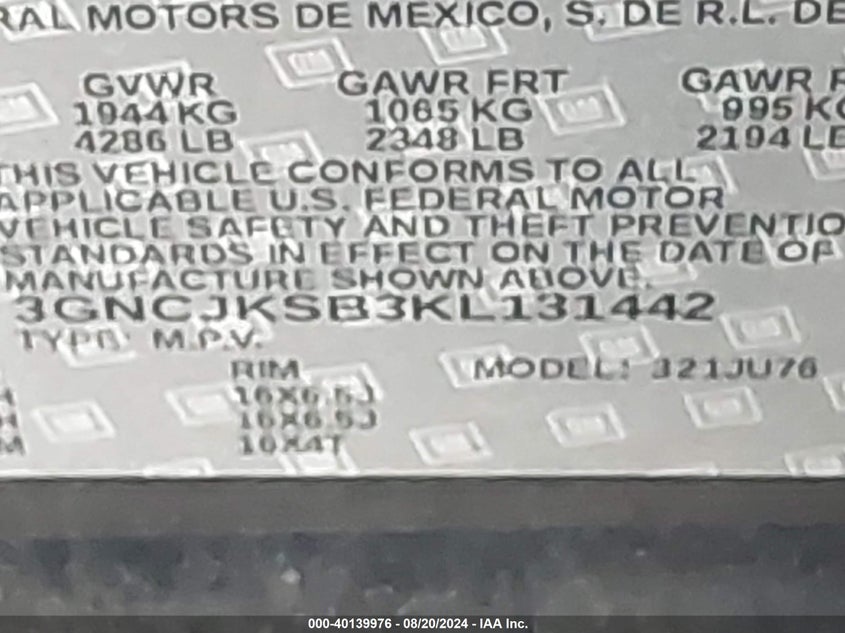 RAL MOTORS DE MEXICO, S. DE R.L. DE
GVWR GAWR FRT GAWR R
1944 KG 1065 KG 995 KG
4286 LB 2348 LB 2194 LB
THIS VEHICLE CONFORMS TO ALL
APPLICABLE U.S. FEDERAL MOTOR
VEHICLE SAFETY AND THEFT PREVENTIO
STANDARDS IN EFFECT ON THE DATE OF
MANUFACTURE SHOWN ABOVE.
3GNCJKSB3KL131442
TYPE: M.P.V.
RIM MODEL: 321JU76
H 16X6.5J
H 16X6.5J
M 16X4T
000-40139976 - 08/20/2024 - IAA Inc.